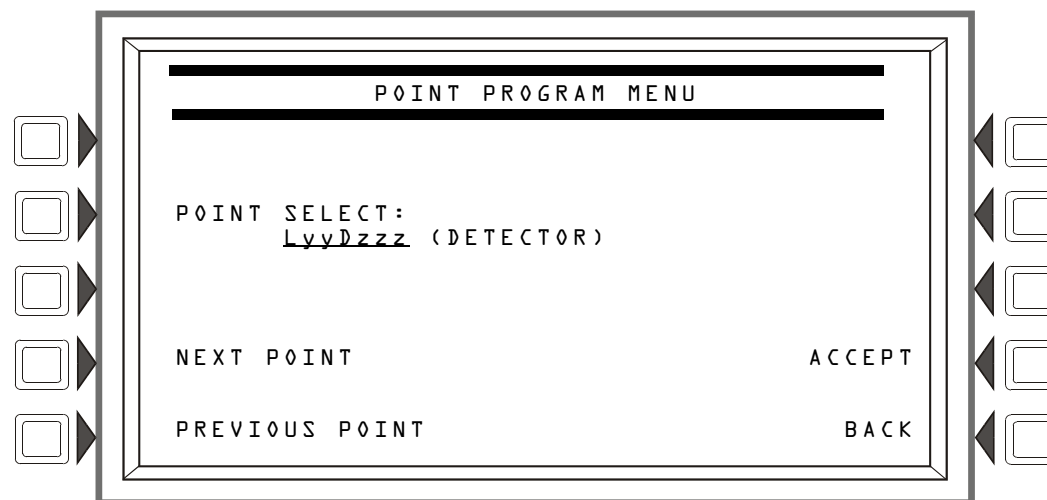 POINT PROGRAM MENU
POINT SELECT:
LyyDzzz (DETECTOR)
NEXT POINT ACCEPT
PREVIOUS POINT BACK